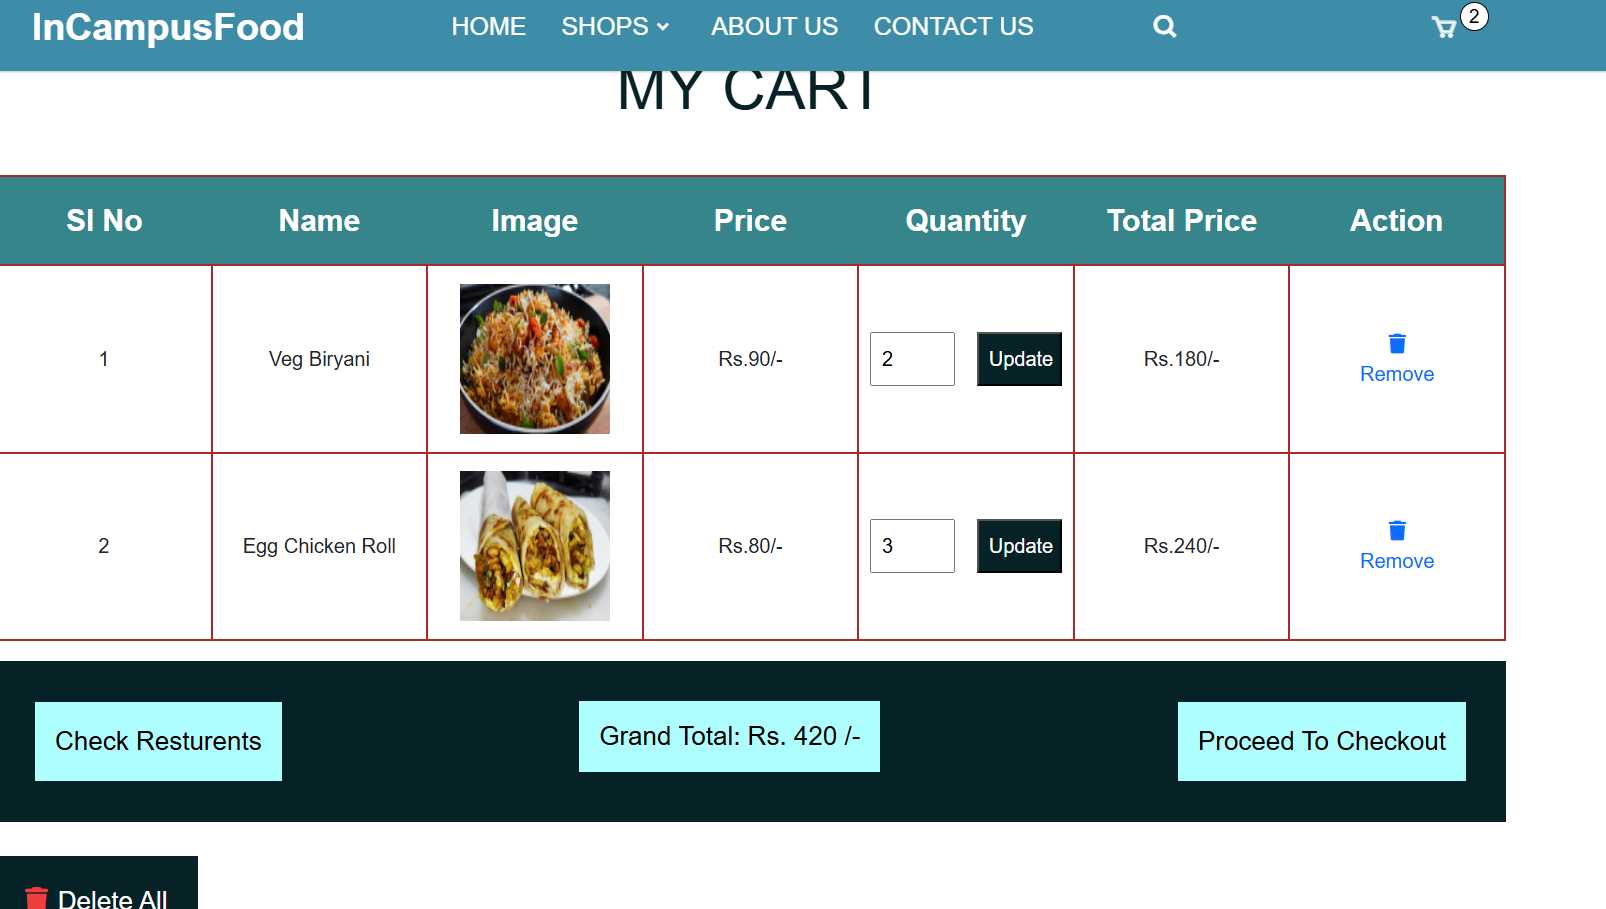 InCampusFood HOME SHOPS ABOUT US CONTACT US 2
MY CART
Sl No Name Image Price Quantity Total Price Action
1 Veg Biryani Rs.90/- 2 Update Rs.180/- Remove
2 Egg Chicken Roll Rs.80/- 3 Update Rs.240/- Remove
Check Resturents Grand Total: Rs. 420 /- Proceed To Checkout
Delete All